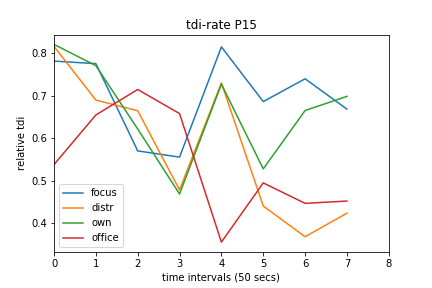 tdi-rate P15
relative tdi
0.8
0.7
0.6
0.5
0.4
focus
distr
own
office
0 1 2 3 4 5 6 7 8
time intervals (50 secs)